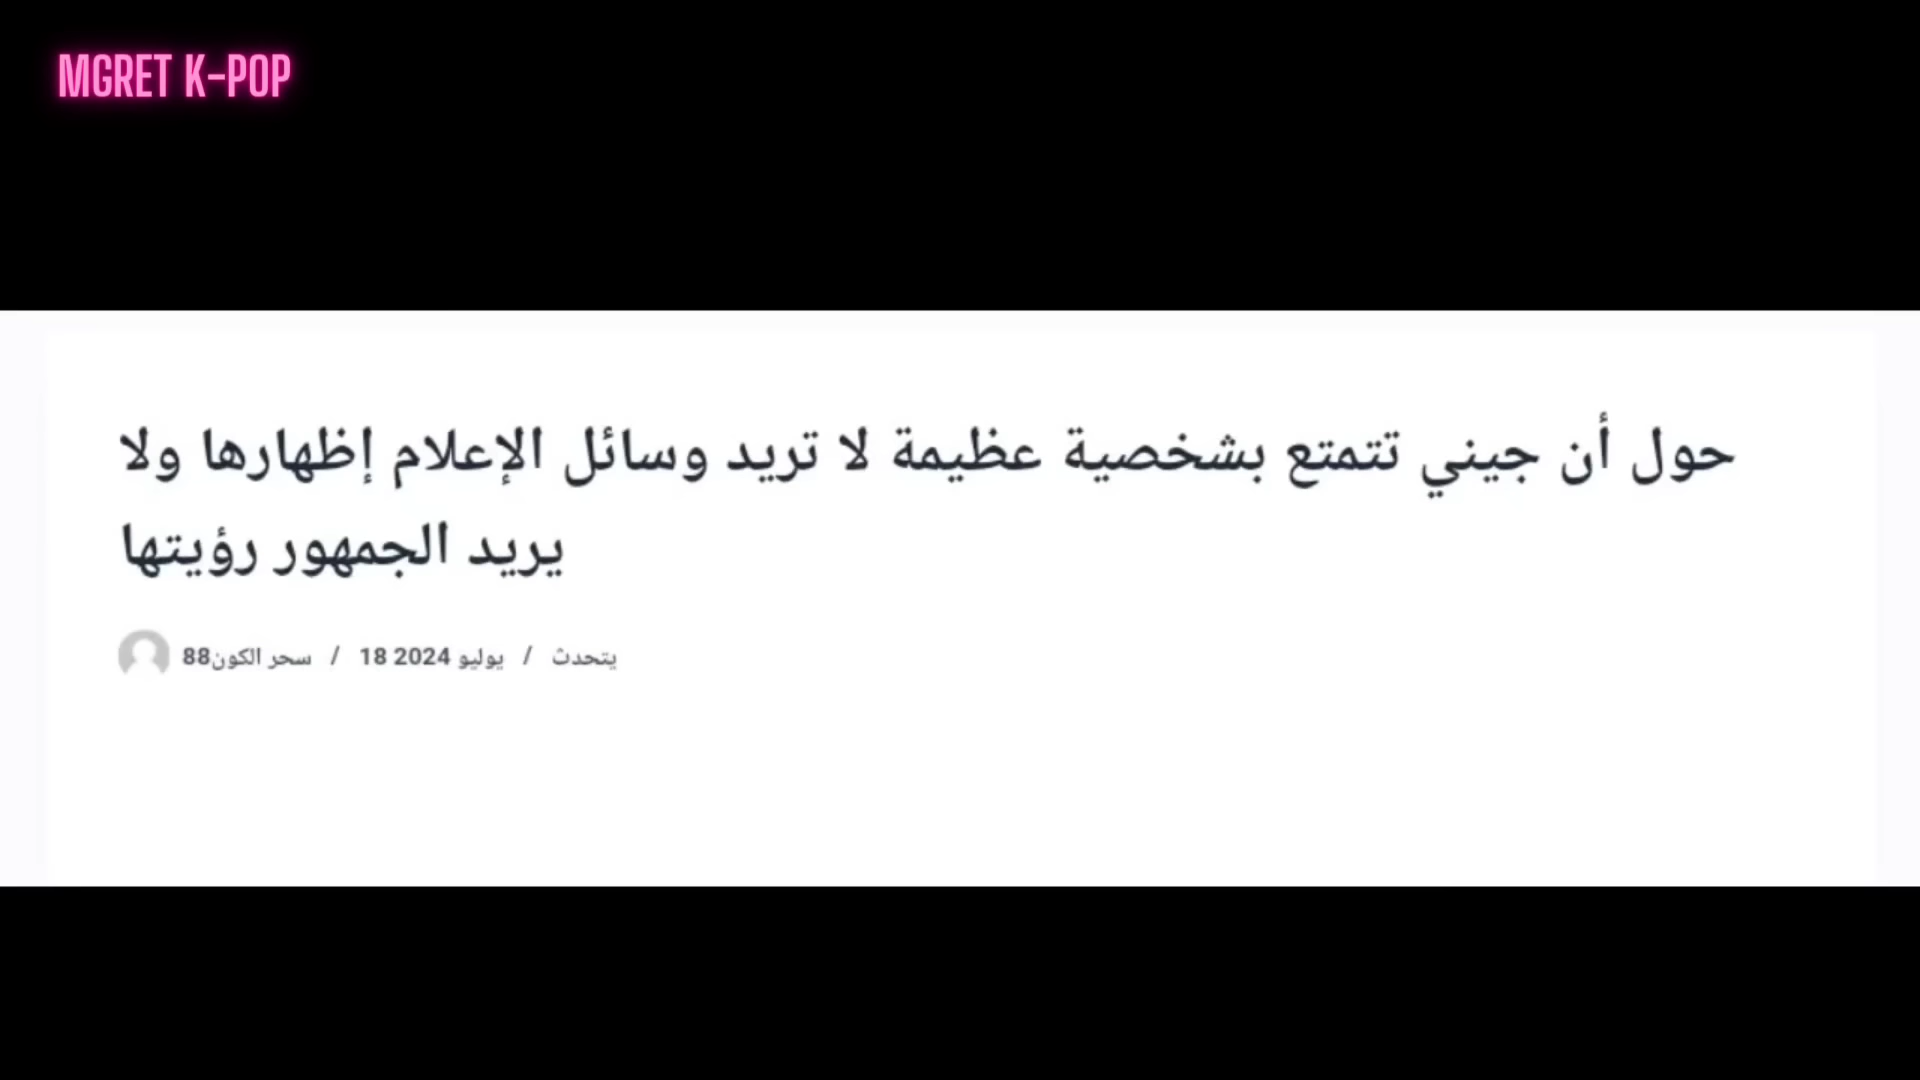 MGRET K-POP
حول أن جيني تتمتع بشخصية عظيمة لا تريد وسائل الإعلام إظهارها ولا
يريد الجمهور رؤيتها
سحر الكون88 / 18 يوليو 2024 / يتحدث